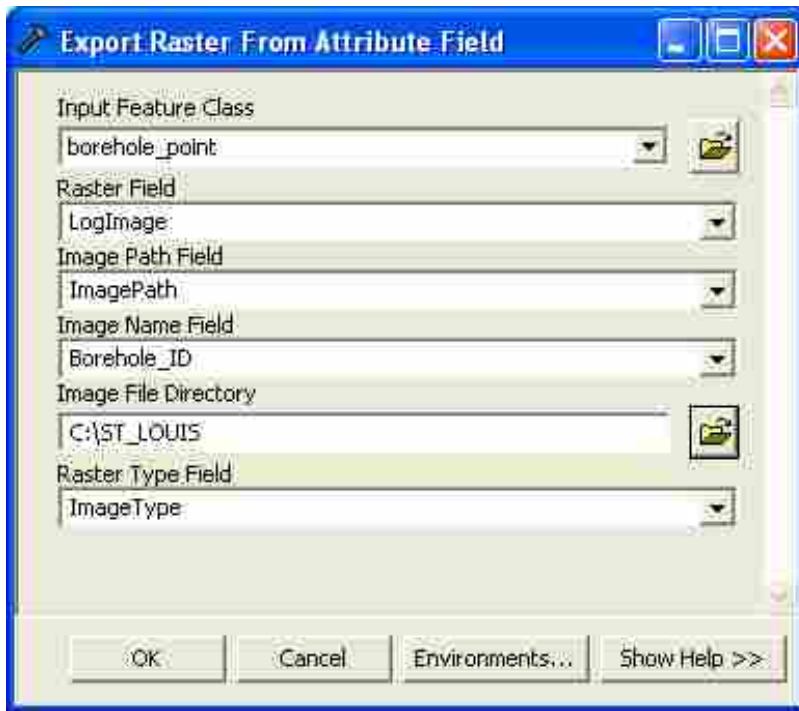 Export Raster From Attribute Field
Input Feature Class
borehole_point
Raster Field
LogImage
Image Path Field
ImagePath
Image Name Field
Borehole_ID
Image File Directory
C:\ST_LOUIS
Raster Type Field
ImageType
OK Cancel Environments... Show Help >>